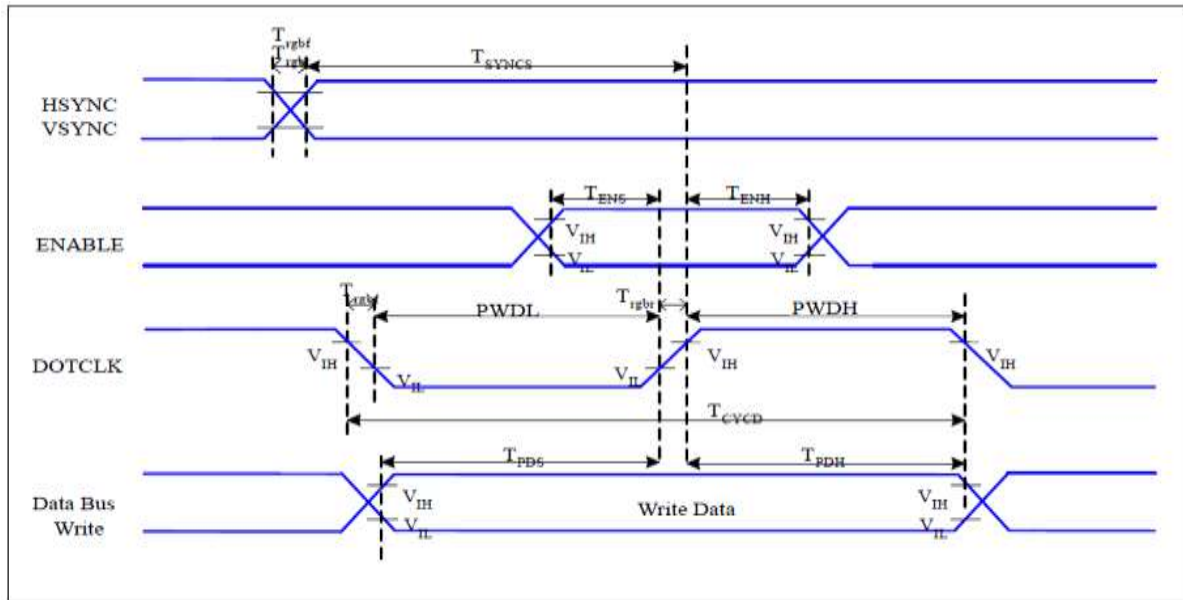 Trgbf
Trgbr
TSYNCS
HSYNC
VSYNC
TENS
TENH
ENABLE
VIH
VIH
VIL
VIL
Trgbf
PWDL
Trgbr
PWDH
DOTCLK
VIH
VIH
VIH
VIL
VIL
TCYCD
TPDS
TPDH
Data Bus
Write
VIH
Write Data
VIH
VIL
VIL